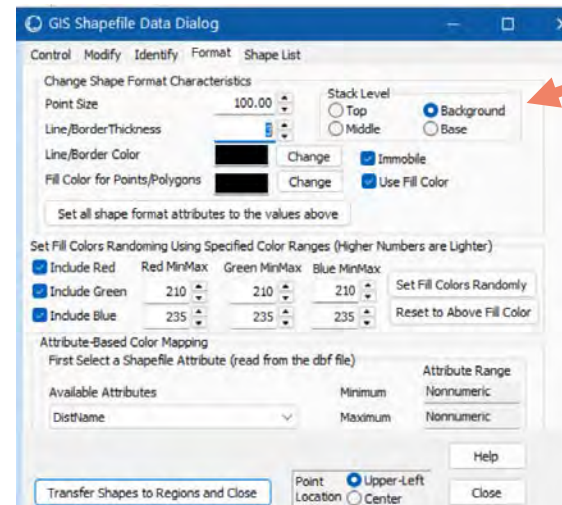 GIS Shapefile Data Dialog
Control Modify Identify Format Shape List
Change Shape Format Characteristics
Stack Level
Point Size 100.00 Top Background
Line/BorderThickness Middle Base
Line/Border Color Change Immobile
Fill Color for Points/Polygons Change Use Fill Color
Set all shape format attributes to the values above
Set Fill Colors Randoming Using Specified Color Ranges (Higher Numbers are Lighter)
Include Red Red MinMax Green MinMax Blue MinMax
Include Green 210 210 210 Set Fill Colors Randomly
Include Blue 235 235 235 Reset to Above Fill Color
Attribute-Based Color Mapping
First Select a Shapefile Attribute (read from the dbf file)
Attribute Range
Available Attributes Minimum Nonnumeric
DistName Maximum Nonnumeric
Help
Transfer Shapes to Regions and Close Point Location Upper-Left Center Close